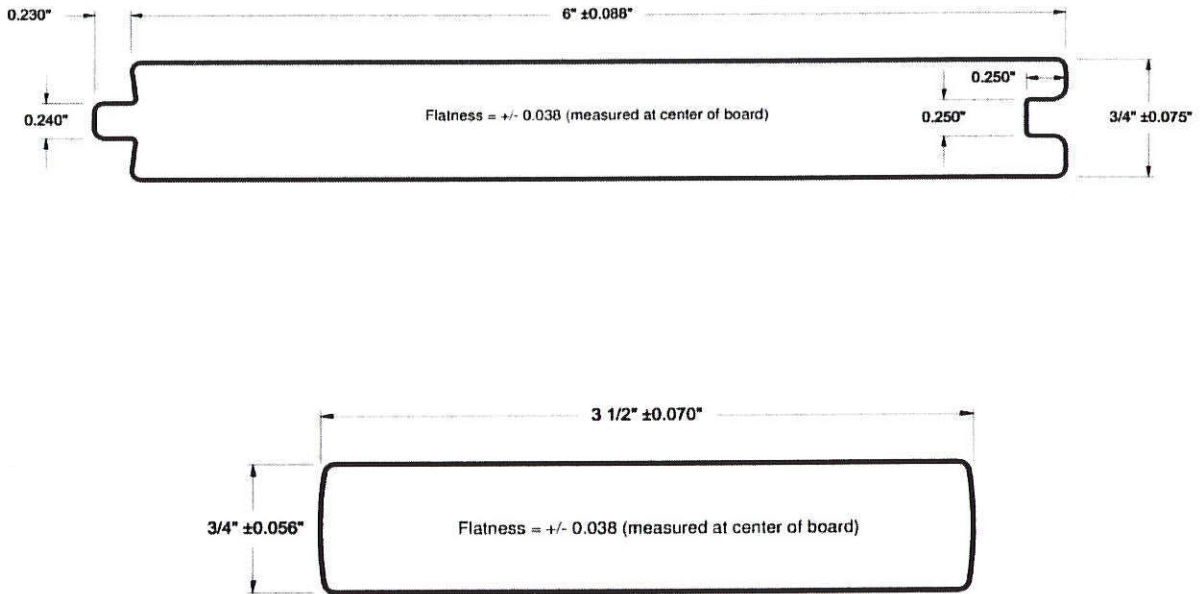 0.230"
6" ±0.088"
0.250"
0.240"
Flatness = +/- 0.038 (measured at center of board)
0.250"
3/4" ±0.075"
3 1/2" ±0.070"
3/4" ±0.056"
Flatness = +/- 0.038 (measured at center of board)